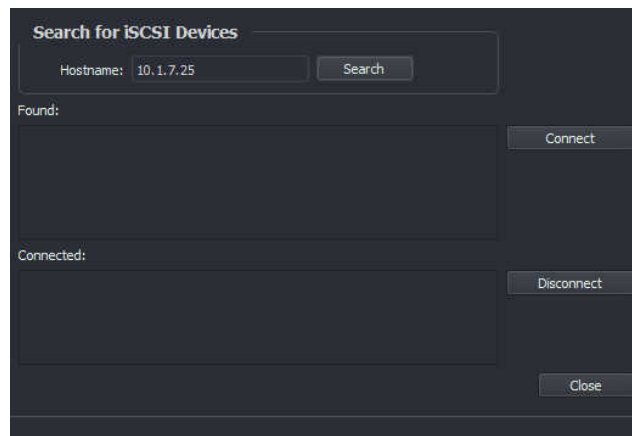 Search for iSCSI Devices
Hostname: 10.1.7.25 Search
Found:
Connect
Connected:
Disconnect
Close